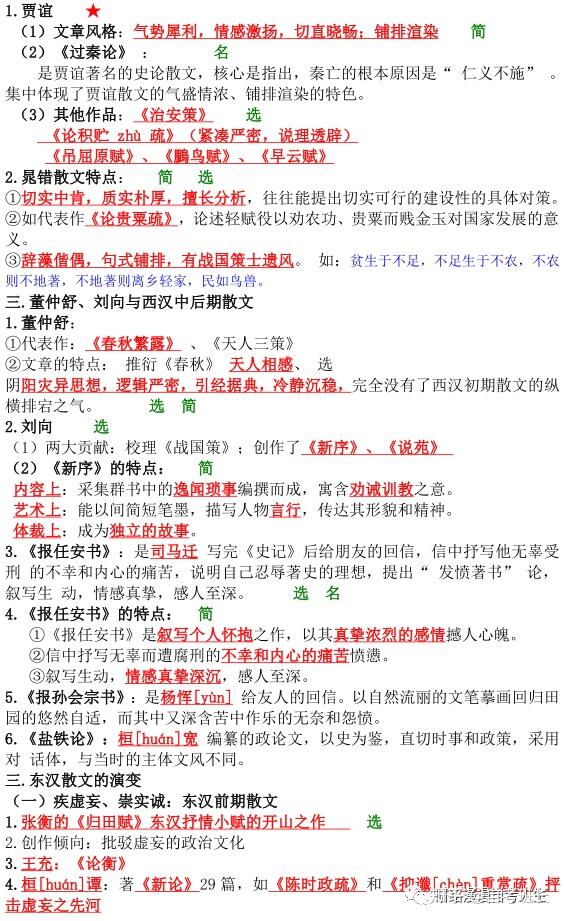 1.贾谊 ★
（1）文章风格：气势犀利，情感激扬，切直晓畅；铺排渲染 简
（2）《过秦论》： 名
是贾谊著名的史论散文，核心是指出，秦亡的根本原因是“ 仁义不施” 。
集中体现了贾谊散文的气盛情浓、铺排渲染的特色。
（3）其他作品：《治安策》 选
《论积贮 zhù 疏》（紧凑严密，说理透辟）
《吊屈原赋》、《鵩鸟赋》、《早云赋》
2.晁错散文特点： 简 选
①切实中肯，质实朴厚，擅长分析，往往能提出切实可行的建设性的具体对策。
②如代表作《论贵粟疏》，论述轻赋役以劝农功、贵粟而贱金玉对国家发展的意
义。
③辞藻偕偶，句式铺排，有战国策士遗风。 如：贫生于不足，不足生于不农，不农
则不地著，不地著则离乡轻家，民如鸟兽。
三.董仲舒、刘向与西汉中后期散文
1.董仲舒：
①代表作：《春秋繁露》 、《天人三策》
②文章的特点： 推衍《春秋》 天人相感、 选
阴阳灾异思想，逻辑严密，引经据典，冷静沉稳，完全没有了西汉初期散文的纵
横排宕之气。 选 简
2.刘向 选
（1）两大贡献：校理《战国策》；创作了《新序》、《说苑》
（2）《新序》的特点： 简
内容上：采集群书中的逸闻琐事编撰而成，寓含劝诫训教之意。
艺术上：能以间简短笔墨，描写人物言行，传达其形貌和精神。
体裁上：成为独立的故事。
3.《报任安书》：是司马迁 写完《史记》后给朋友的回信，信中抒写他无辜受
刑 的不幸和内心的痛苦，说明自己忍辱著史的理想，提出“ 发愤著书” 论，
叙写生 动，情感真挚，感人至深。 选 名
4.《报任安书》的特点： 简
①《报任安书》是叙写个人怀抱之作，以其真挚浓烈的感情撼人心魄。
②信中抒写无辜而遭腐刑的不幸和内心的痛苦愤懑。
③叙写生动，情感真挚深沉，感人至深。
5.《报孙会宗书》：是杨恽[yùn] 给友人的回信。以自然流丽的文笔摹画回归田
园的悠然自适，而其中又深含苦中作乐的无奈和怨愤。
6.《盐铁论》：桓[huán]宽 编纂的政论文，以史为鉴，直切时事和政策，采用
对 话体，与当时的主体文风不同。
三.东汉散文的演变
（一）疾虚妄、崇实诚：东汉前期散文
1.张衡的《归田赋》东汉抒情小赋的开山之作 选
2.创作倾向：批驳虚妄的政治文化
3.王充：《论衡》
4.桓[huán]谭：著《新论》29 篇，如《陈时政疏》和《抑谶[chèn]重赏疏》抨
击虚妄之先河